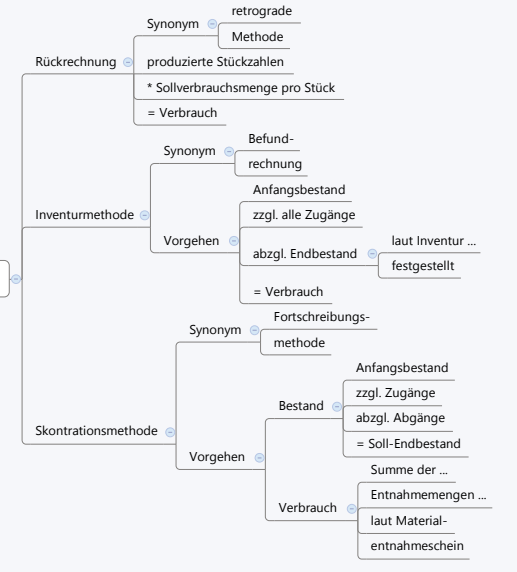 retrograde
Synonym
Methode
Rückrechnung
produzierte Stückzahlen
* Sollverbrauchsmenge pro Stück
= Verbrauch
Befund-
Synonym
rechnung
Anfangsbestand
Inventurmethode
zzgl. alle Zugänge
Vorgehen
laut Inventur ...
abzgl. Endbestand
festgestellt
= Verbrauch
Fortschreibungs-
Synonym
methode
Anfangsbestand
zzgl. Zugänge
Bestand
abzgl. Abgänge
Skontrationsmethode
= Soll-Endbestand
Vorgehen
Summe der ...
Entnahmemengen ...
Verbrauch
laut Material-
entnahmeschein